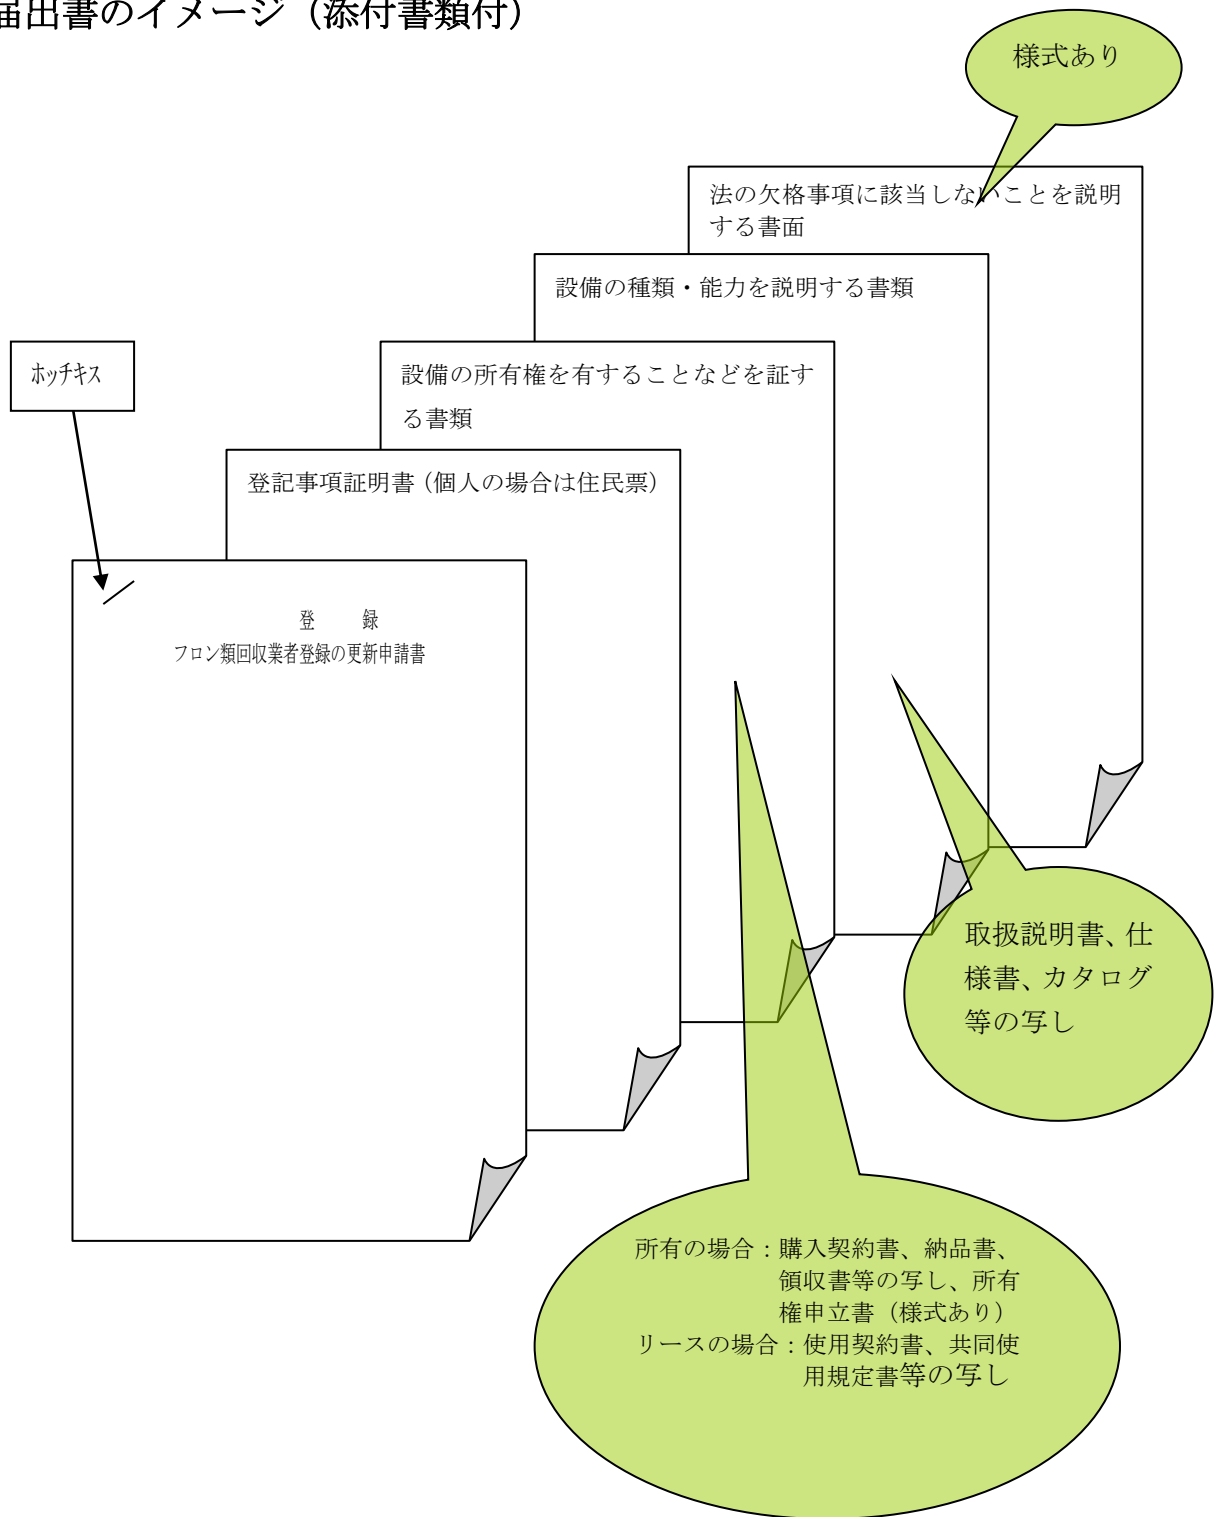 届出書のイメージ（添付書類付）
様式あり
法の欠格事項に該当しないことを説明
する書面
設備の種類・能力を説明する書類
設備の所有権を有することなどを証す
る書類
ホッチキス
登記事項証明書（個人の場合は住民票）
登　　録
フロン類回収業者登録の更新申請書
取扱説明書、仕
様書、カタログ
等の写し
所有の場合：購入契約書、納品書、
領収書等の写し、所有
権申立書（様式あり）
リースの場合：使用契約書、共同使
用規定書等の写し